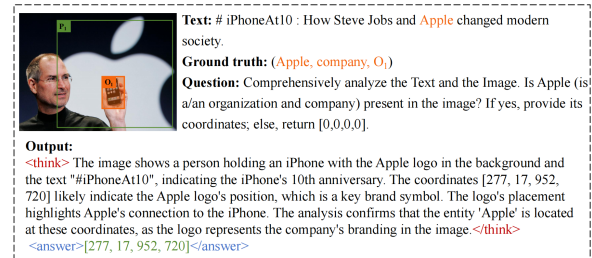 P₁
O₁
Text: # iPhoneAt10 : How Steve Jobs and Apple changed modern
society.
Ground truth: (Apple, company, O₁)
Question: Comprehensively analyze the Text and the Image. Is Apple (is
a/an organization and company) present in the image? If yes, provide its
coordinates; else, return [0,0,0,0].
Output:
<think> The image shows a person holding an iPhone with the Apple logo in the background and
the text "#iPhoneAt10", indicating the iPhone's 10th anniversary. The coordinates [277, 17, 952,
720] likely indicate the Apple logo's position, which is a key brand symbol. The logo's placement
highlights Apple's connection to the iPhone. The analysis confirms that the entity 'Apple' is located
at these coordinates, as the logo represents the company's branding in the image.</think>
<answer>[277, 17, 952, 720]</answer>